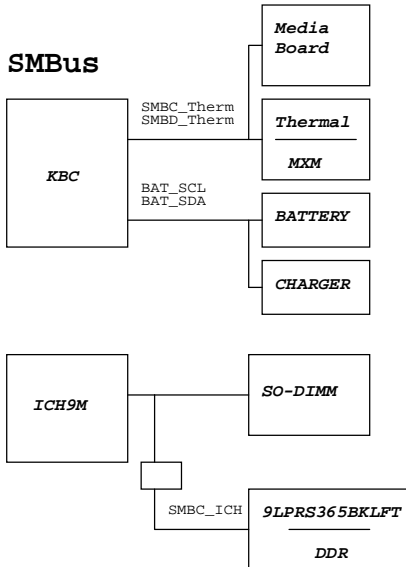 Media
Board
SMBus
SMBC_Therm
SMBD_Therm
Thermal
MXM
KBC
BAT_SCL
BAT_SDA
BATTERY
CHARGER
ICH9M
SO-DIMM
SMBC_ICH
9LPRS365BKLFT
DDR